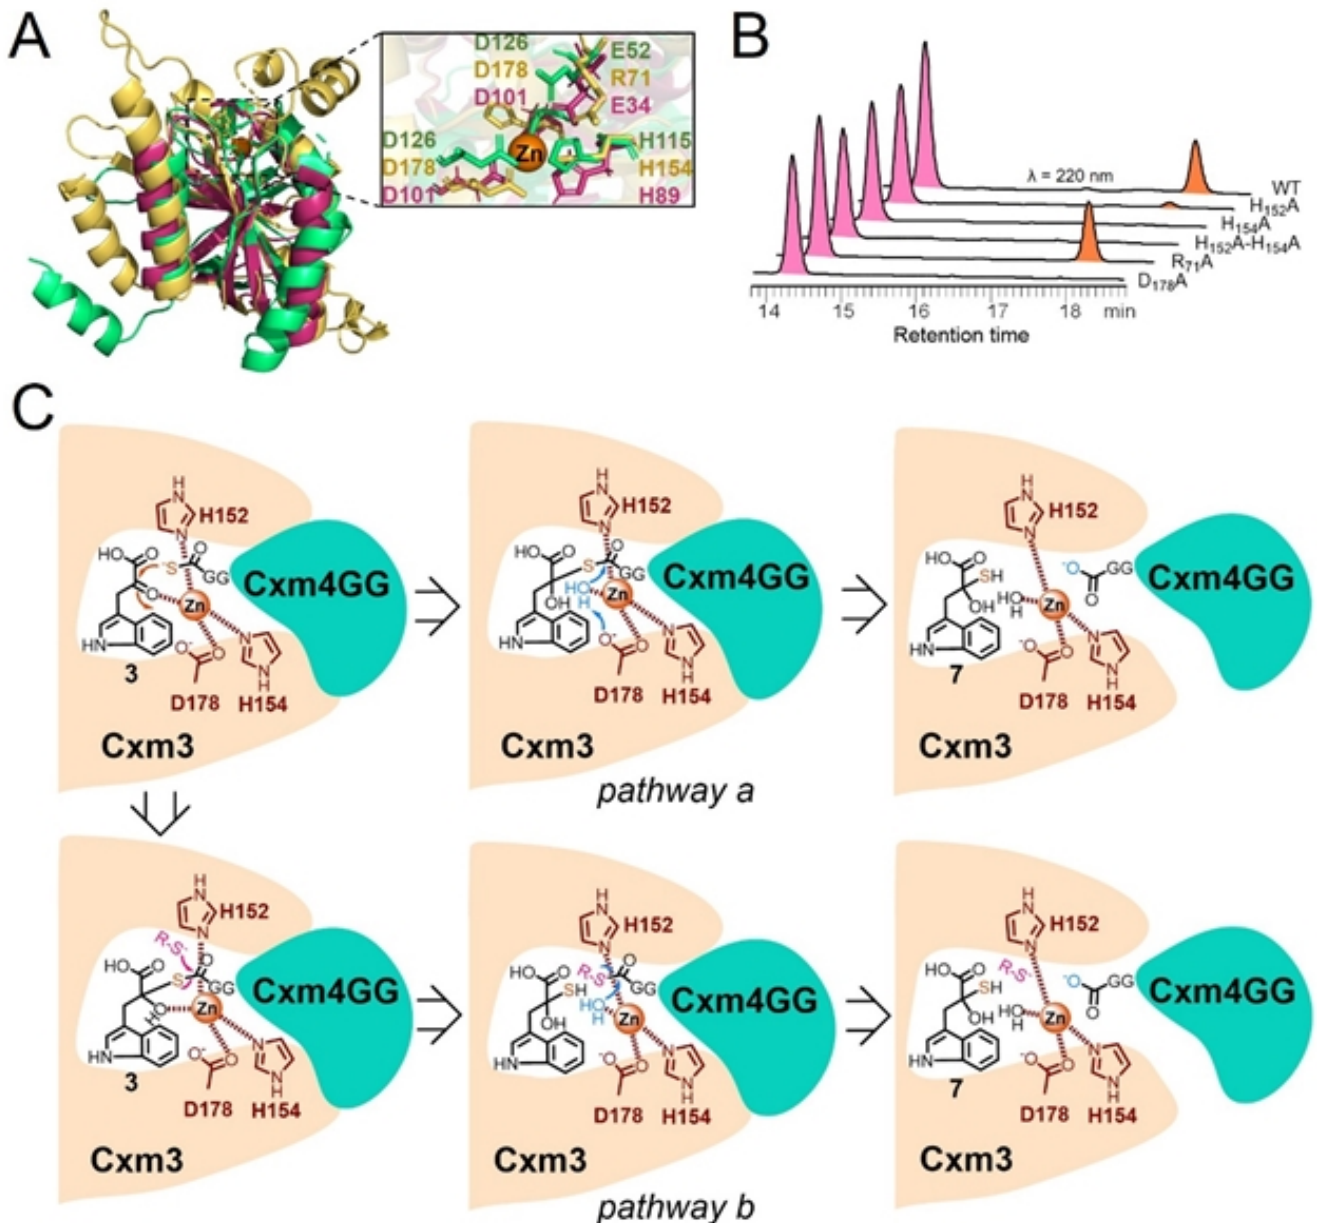 A
D126
D178
D101
E52
R71
E34
D126
D178
D101
Zn
H115
H154
H89
B
λ = 220 nm
WT
H152A
H154A
H152A-H154A
R71A
D178A
14 15 16 17 18 min
Retention time
C
H N
N
H152
HO O
O
-S O
GG
Cxm4GG
Zn
HN
3
O- O
N
N H
D178 H154
Cxm3
H N
N
H152
HO O
S O
GG
OH
HO H
Cxm4GG
Zn
HN
O- O
N
N H
D178 H154
Cxm3
pathway a
H N
N
H152
HO O
SH
OH
HO H
-O GG
O
Cxm4GG
Zn
HN
7
-O O
N
N H
D178 H154
Cxm3
H N
N
H152
R-S-
HO O
S O
GG
HO
Cxm4GG
Zn
HN
3
O- O
N
N H
D178 H154
Cxm3
H N
N
H152
R-S O
GG
HO O
SH
OH
HO H
Cxm4GG
Zn
HN
-O O
N
N H
D178 H154
Cxm3
pathway b
H N
N
H152
R-S-
HO O
SH
OH
HO H
-O GG
O
Cxm4GG
Zn
HN
7
-O O
N
N H
D178 H154
Cxm3